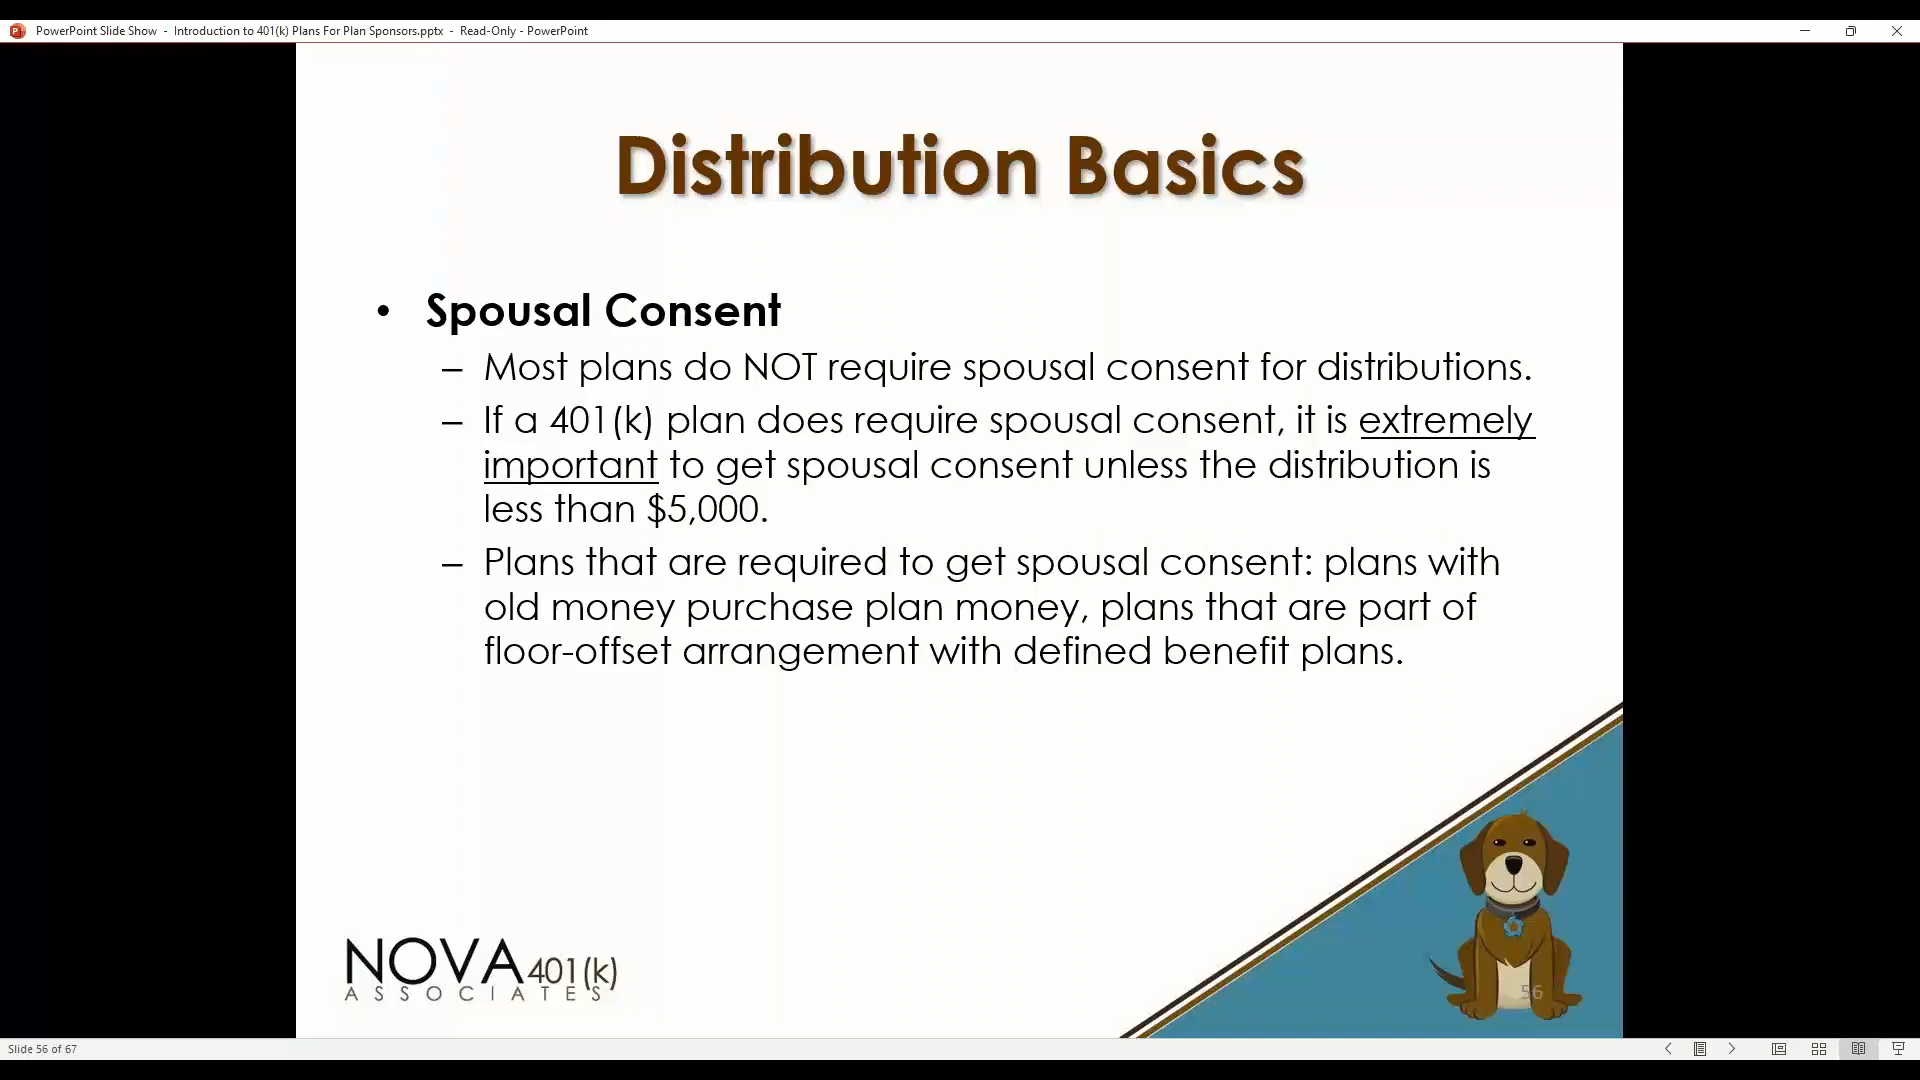 PowerPoint Slide Show - Introduction to 401(k) Plans For Plan Sponsors.pptx - Read-Only - PowerPoint
Distribution Basics
• Spousal Consent
– Most plans do NOT require spousal consent for distributions.
– If a 401(k) plan does require spousal consent, it is extremely
important to get spousal consent unless the distribution is
less than $5,000.
– Plans that are required to get spousal consent: plans with
old money purchase plan money, plans that are part of
floor-offset arrangement with defined benefit plans.
NOVA 401(k)
ASSOCIATES
56
Slide 56 of 67